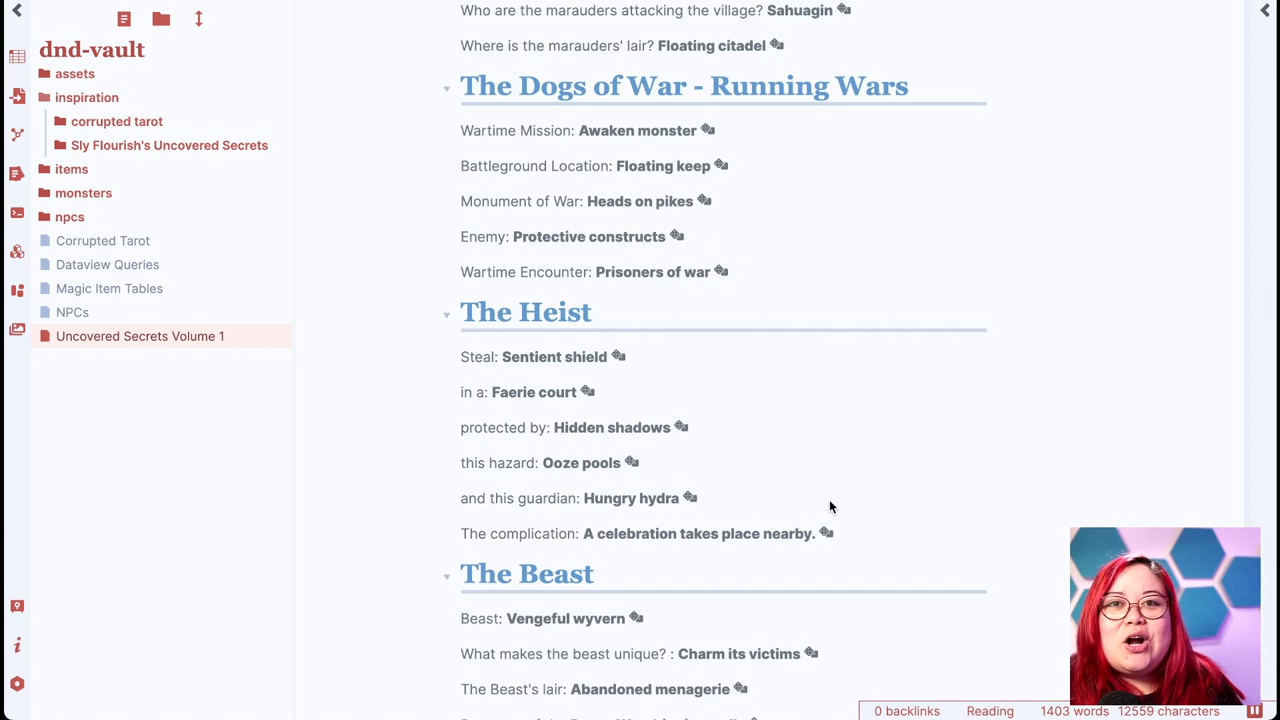 dnd-vault
assets
inspiration
corrupted tarot
Sly Flourish's Uncovered Secrets
items
monsters
npcs
Corrupted Tarot
Dataview Queries
Magic Item Tables
NPCs
Uncovered Secrets Volume 1
Who are the marauders attacking the village? Sahuagin
Where is the marauders' lair? Floating citadel
The Dogs of War - Running Wars
Wartime Mission: Awaken monster
Battleground Location: Floating keep
Monument of War: Heads on pikes
Enemy: Protective constructs
Wartime Encounter: Prisoners of war
The Heist
Steal: Sentient shield
in a: Faerie court
protected by: Hidden shadows
this hazard: Ooze pools
and this guardian: Hungry hydra
The complication: A celebration takes place nearby.
The Beast
Beast: Vengeful wyvern
What makes the beast unique? : Charm its victims
The Beast's lair: Abandoned menagerie
0 backlinks Reading 1403 words 12559 characters